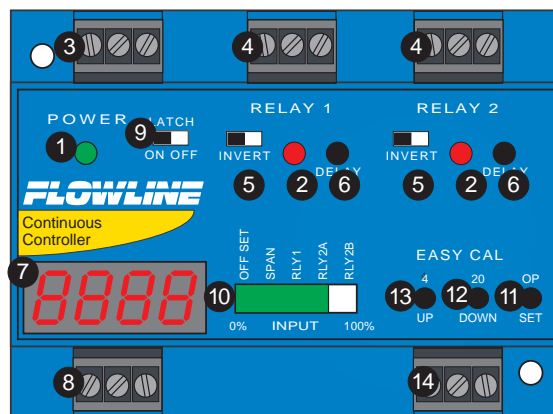 3
4
4
RELAY 1
RELAY 2
POWER
LATCH
9
1
ON OFF
INVERT
2
DELAY
5
6
INVERT
2
DELAY
5
6
FLOWLINE
Continuous
Controller
7
8888
OFF SET
SPAN
RLY1
RLY2A
RLY2B
10
0%
INPUT
100%
EASY CAL
4
20
OP
13
12
11
UP
DOWN
SET
8
14